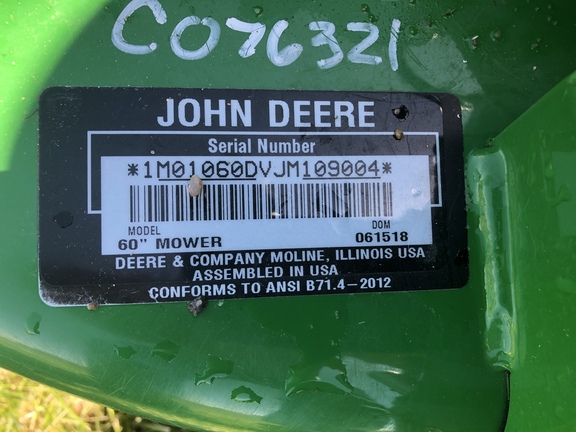 C076321
JOHN DEERE
Serial Number
*1M01060DVJM109004*
MODEL DOM
60" MOWER 061518
DEERE & COMPANY MOLINE, ILLINOIS USA
ASSEMBLED IN USA
CONFORMS TO ANSI B71.4-2012